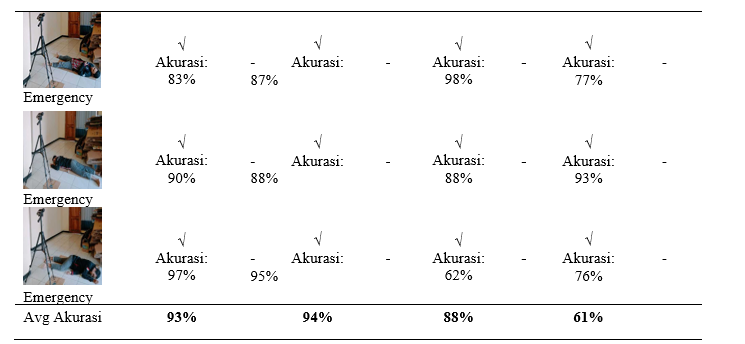 √ √ √ √
Akurasi: - Akurasi: - Akurasi: - Akurasi: -
83% 87% 98% 77%
Emergency
√ √ √ √
Akurasi: - Akurasi: - Akurasi: - Akurasi: -
90% 88% 88% 93%
Emergency
√ √ √ √
Akurasi: - Akurasi: - Akurasi: - Akurasi: -
97% 95% 62% 76%
Emergency
Avg Akurasi 93% 94% 88% 61%